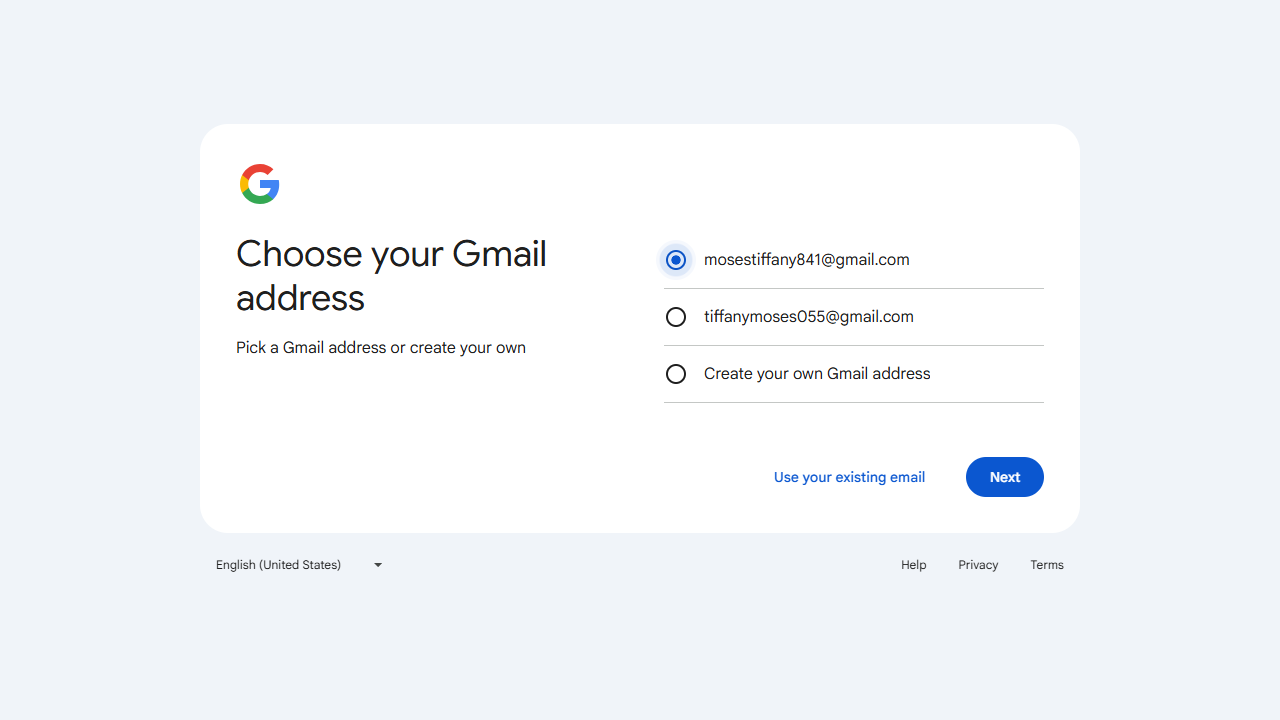 Choose your Gmail
address
Pick a Gmail address or create your own
mosestiffany841@gmail.com
tiffanymoses055@gmail.com
Create your own Gmail address
Use your existing email
Next
English (United States)
Help
Privacy
Terms